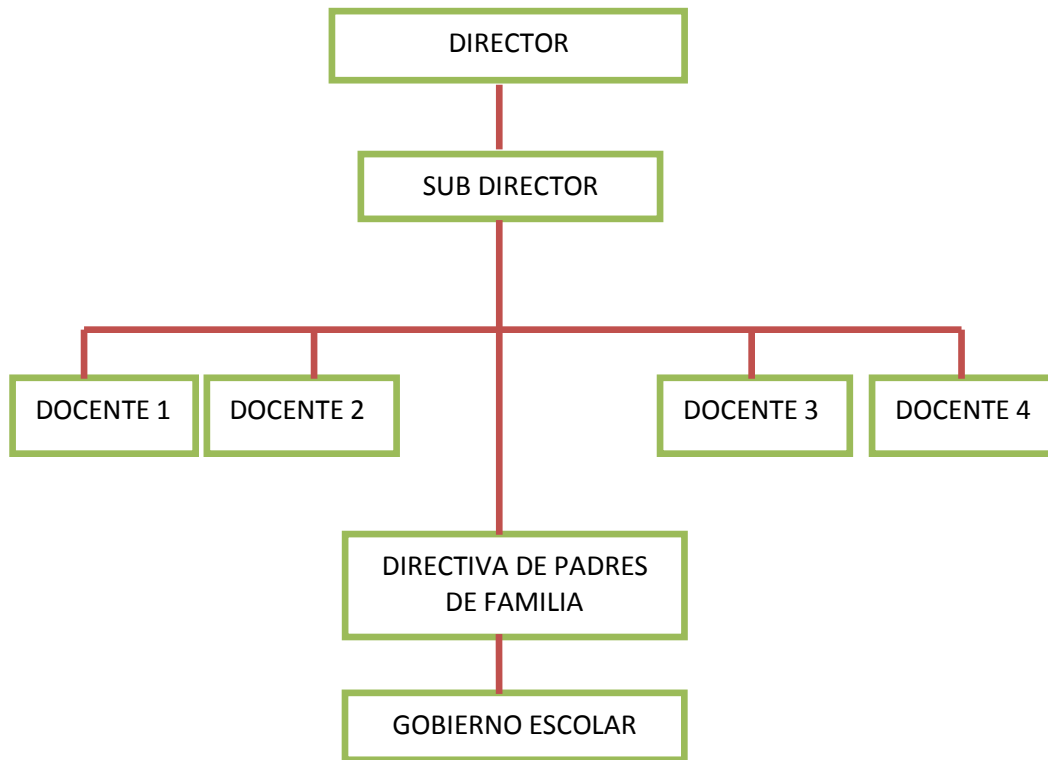 DIRECTOR
SUB DIRECTOR
DOCENTE 1
DOCENTE 2
DOCENTE 3
DOCENTE 4
DIRECTIVA DE PADRES
DE FAMILIA
GOBIERNO ESCOLAR